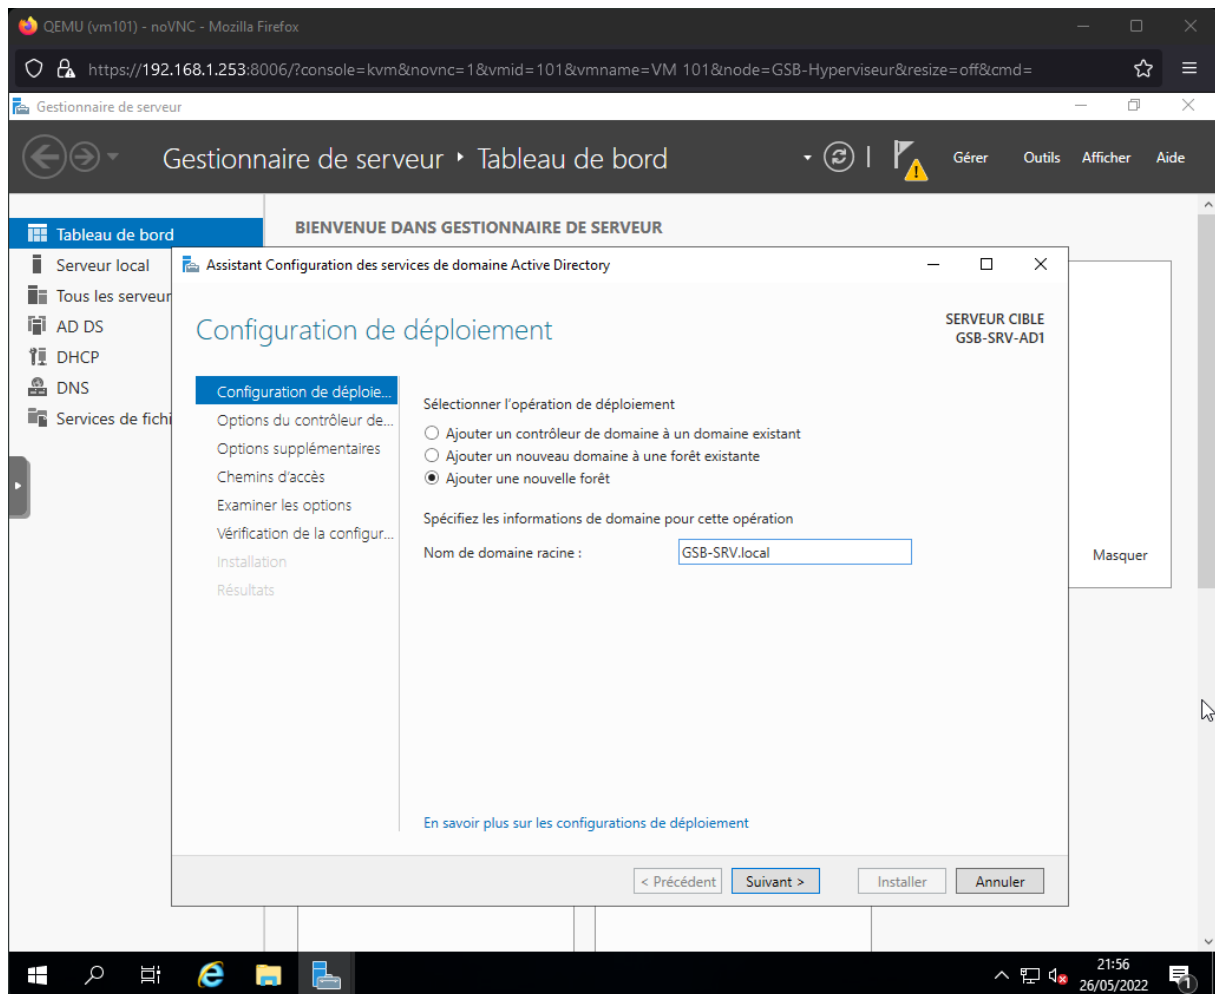 QEMU (vm101) - noVNC - Mozilla Firefox
https://192.168.1.253:8006/?console=kvm&novnc=1&vmid=101&vmname=VM 101&node=GSB-Hyperviseur&resize=off&cmd=
Gestionnaire de serveur
Gestionnaire de serveur
Tableau de bord
Gérer
Outils
Afficher
Aide
Tableau de bord
Serveur local
Tous les serveur
AD DS
DHCP
DNS
Services de fichi
BIENVENUE DANS GESTIONNAIRE DE SERVEUR
Assistant Configuration des services de domaine Active Directory
Configuration de déploiement
SERVEUR CIBLE
GSB-SRV-AD1
Configuration de déploie...
Options du contrôleur de...
Options supplémentaires
Chemins d'accès
Examiner les options
Vérification de la configur...
Installation
Résultats
Sélectionner l'opération de déploiement
Ajouter un contrôleur de domaine à un domaine existant
Ajouter un nouveau domaine à une forêt existante
Ajouter une nouvelle forêt
Spécifiez les informations de domaine pour cette opération
Nom de domaine racine :
GSB-SRV.local
En savoir plus sur les configurations de déploiement
Masquer
< Précédent
Suivant >
Installer
Annuler
21:56
26/05/2022
1